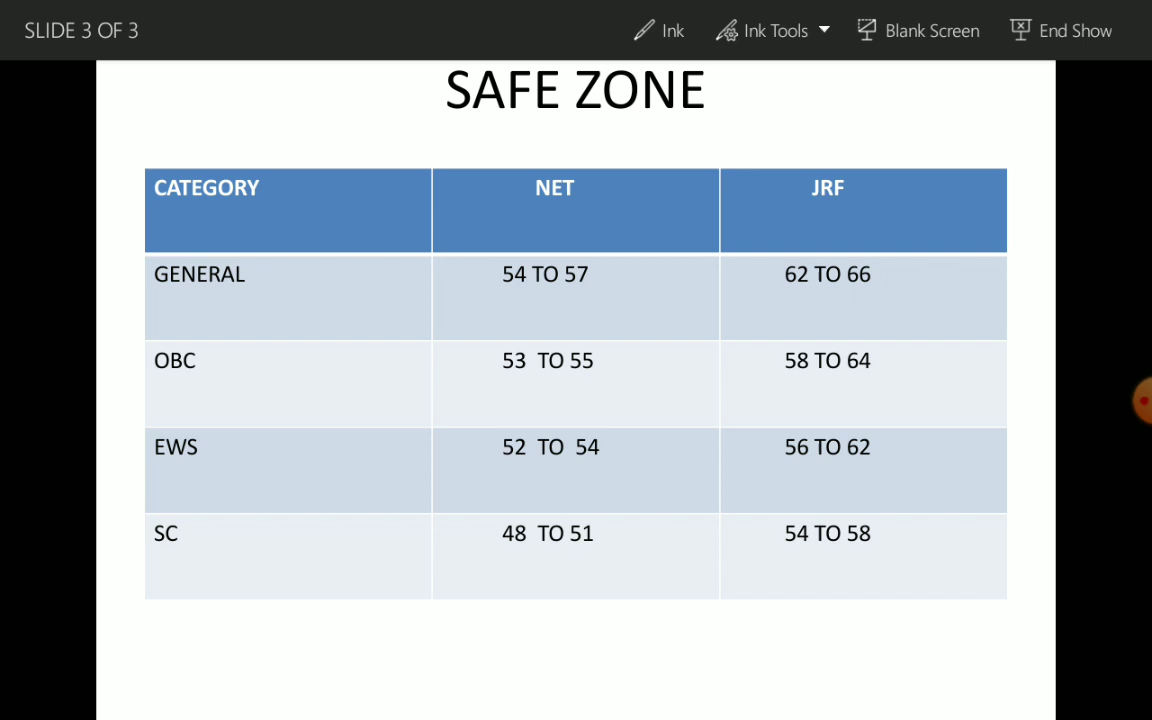 SLIDE 3 OF 3 Ink Ink Tools Blank Screen End Show
SAFE ZONE
CATEGORY NET JRF
GENERAL 54 TO 57 62 TO 66
OBC 53 TO 55 58 TO 64
EWS 52 TO 54 56 TO 62
SC 48 TO 51 54 TO 58